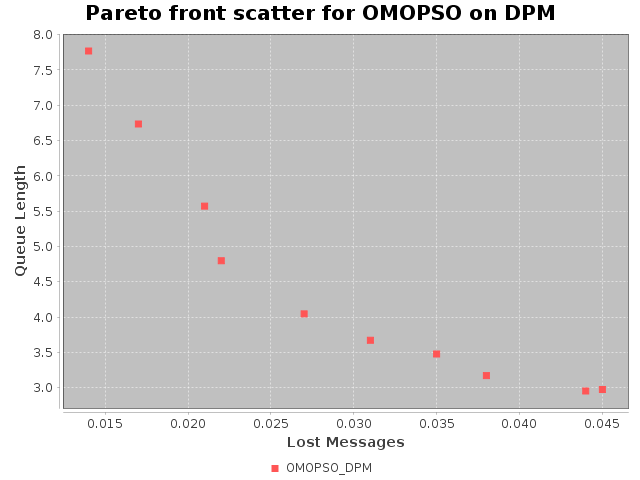 Pareto front scatter for OMOPSO on DPM
8.0
7.5
7.0
6.5
6.0
5.5
5.0
4.5
4.0
3.5
3.0
Queue Length
0.015 0.020 0.025 0.030 0.035 0.040 0.045
Lost Messages
OMOPSO_DPM